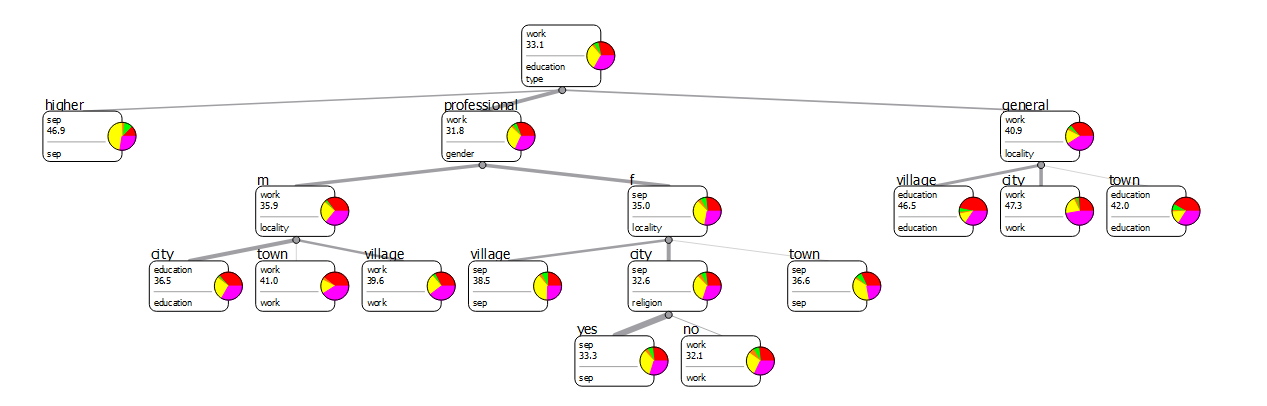 work
33.1
education
type
higher
professional
general
sep
46.9
sep
work
31.8
gender
work
40.9
locality
m
f
village
city
town
work
35.9
locality
sep
35.0
locality
education
46.5
education
work
47.3
work
education
42.0
education
city
town
village
village
city
town
education
36.5
education
work
41.0
work
work
39.6
work
sep
38.5
sep
sep
32.6
religion
sep
36.6
sep
yes
no
sep
33.3
sep
work
32.1
work